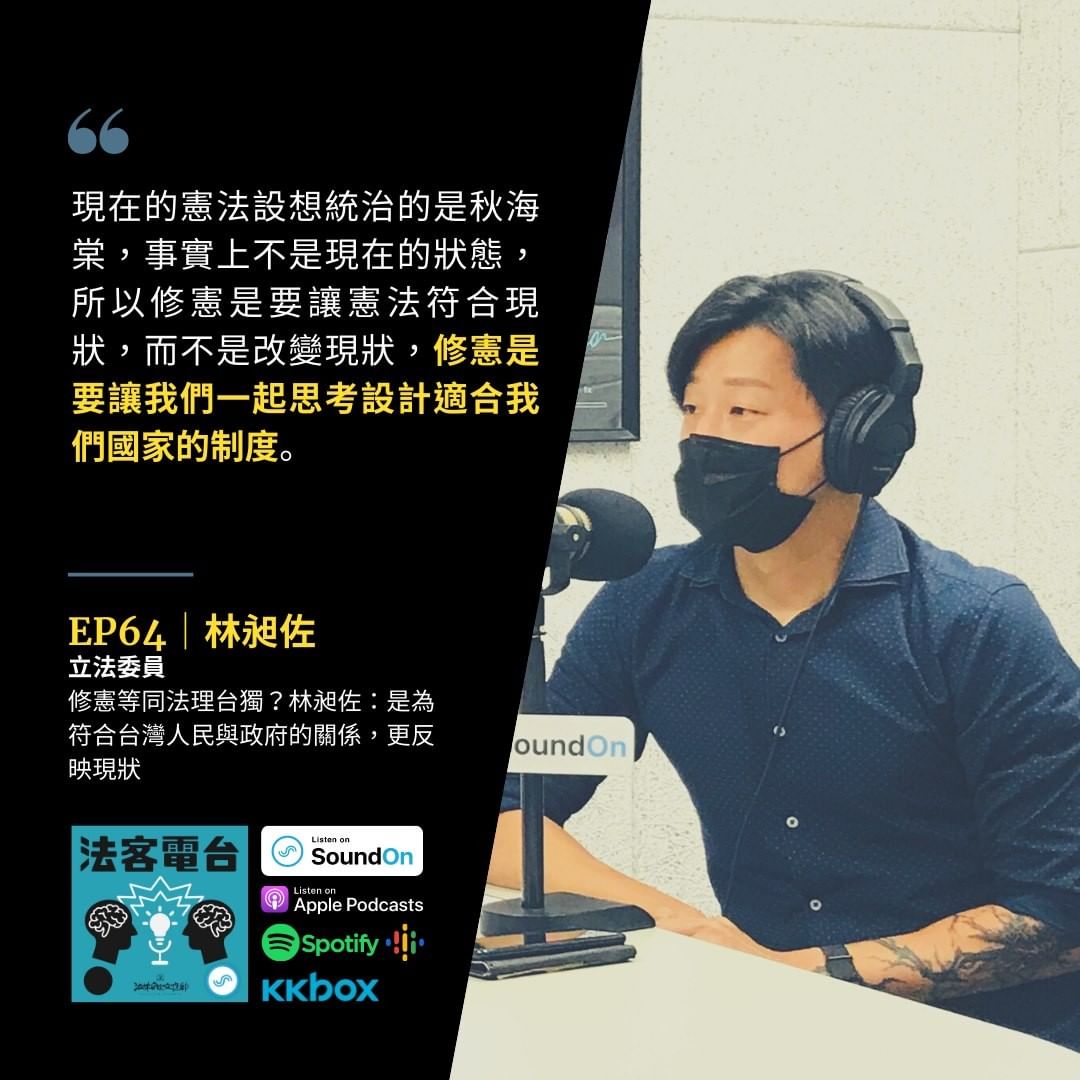 現在的憲法設想統治的是秋海
棠，事實上不是現在的狀態，
所以修憲是要讓憲法符合現
狀，而不是改變現狀，修憲是
要讓我們一起思考設計適合我
們國家的制度。
EP64｜林昶佐
立法委員
修憲等同法理台獨？林昶佐：是為
符合台灣人民與政府的關係，更反
映現狀
oundOn
法客電台
Listen on
SoundOn
Listen on
Apple Podcasts
Spotify
KKBOX